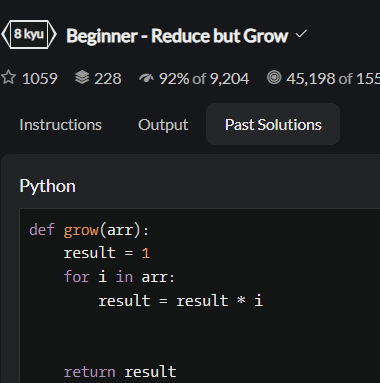 8 kyu Beginner - Reduce but Grow
1059 228 92% of 9,204 45,198 of 155
Instructions Output Past Solutions
Python
def grow(arr):
    result = 1
    for i in arr:
        result = result * i
    return result